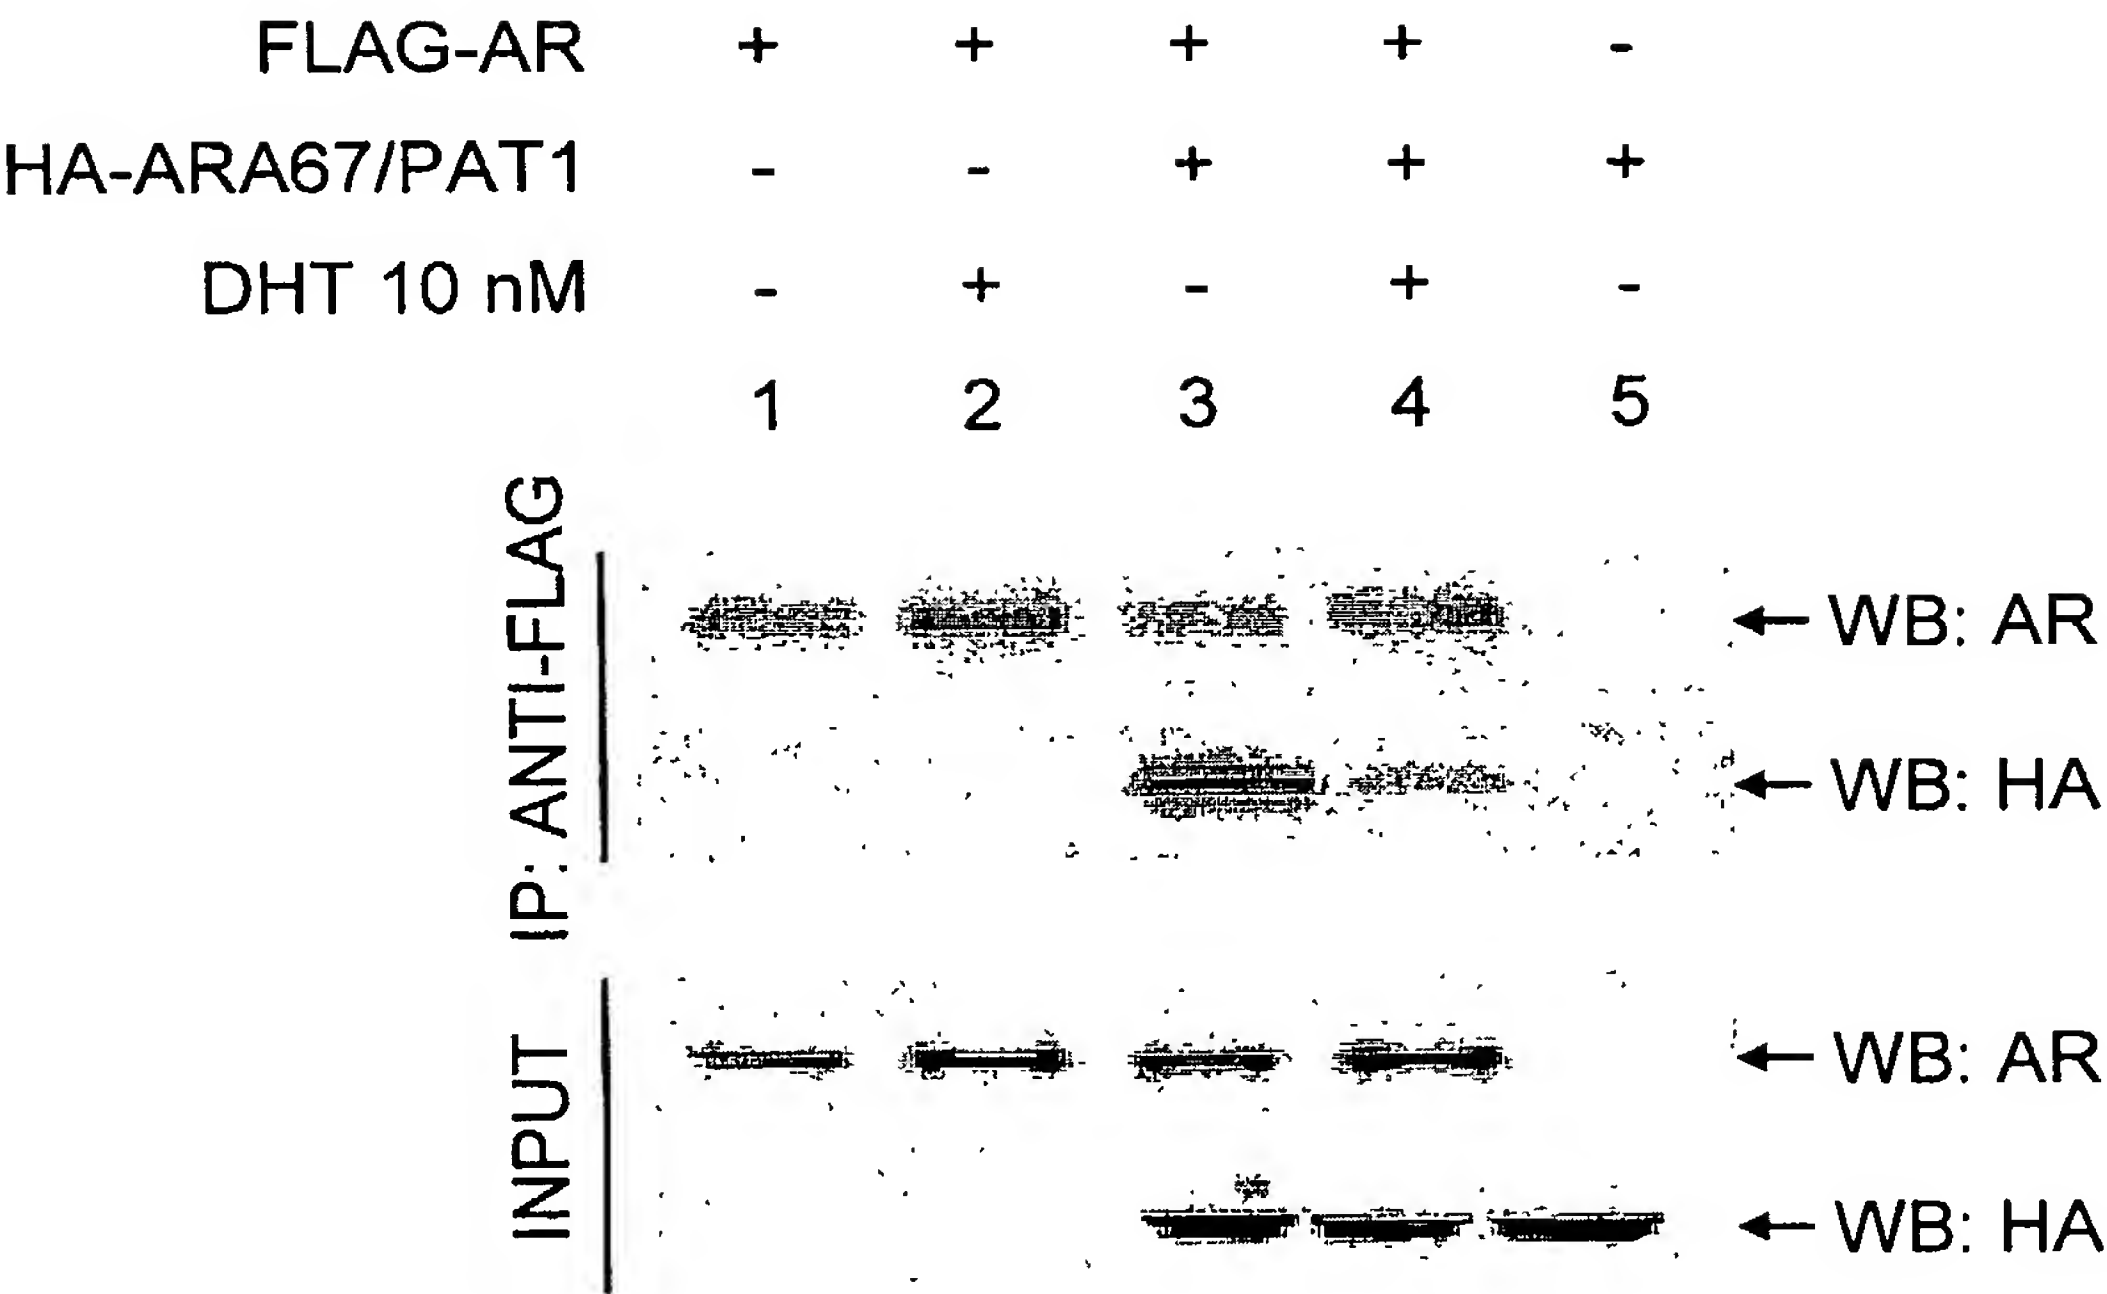 FLAG-AR + + + + -
HA-ARA67/PAT1 - - + + +
DHT 10 nM - + - + -
1 2 3 4 5
IP: ANTI-FLAG
WB: AR
WB: HA
INPUT
WB: AR
WB: HA